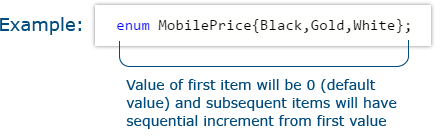 Example: enum MobilePrice{Black,Gold,White};
Value of first item will be 0 (default
value) and subsequent items will have
sequential increment from first value